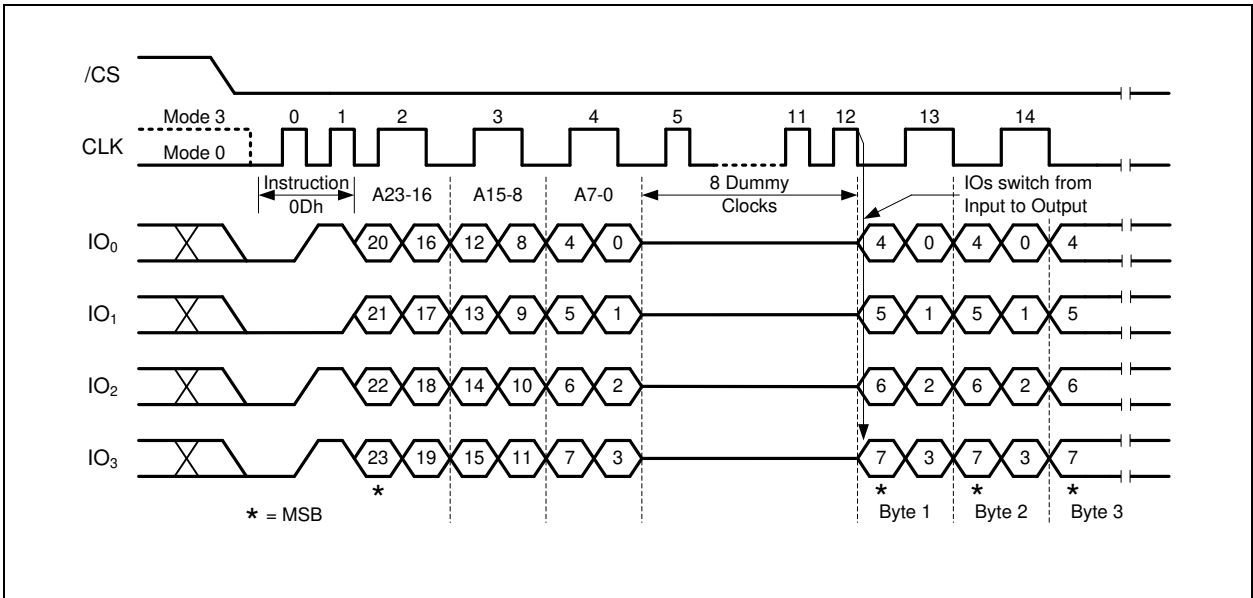 /CS
Mode 3 0 1 2 3 4 5 11 12 13 14
CLK
Mode 0
Instruction
0Dh
A23-16 A15-8 A7-0
8 Dummy
Clocks
IOs switch from
Input to Output
IO₀ 20 16 12 8 4 0 4 0 4 0 4
IO₁ 21 17 13 9 5 1 5 1 5 1 5
IO₂ 22 18 14 10 6 2 6 2 6 2 6
IO₃ 23 19 15 11 7 3 7 3 7 3 7
* * * *
* = MSB
Byte 1 Byte 2 Byte 3